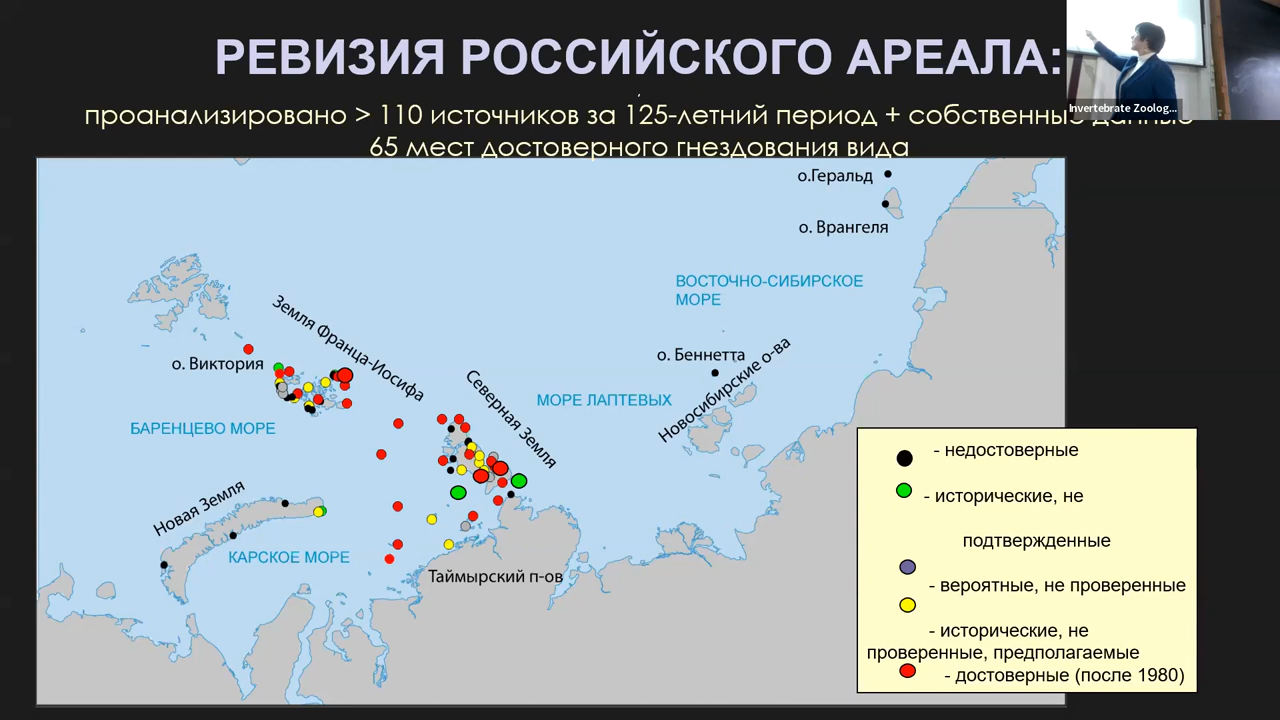 РЕВИЗИЯ РОССИЙСКОГО АРЕАЛА:
Invertebrate Zoolog...
проанализировано > 110 источников за 125-летний период + собственные данные
65 мест достоверного гнездования вида
о.Геральд
о. Врангеля
ВОСТОЧНО-СИБИРСКОЕ
МОРЕ
Земля Франца-Иосифа
о. Виктория
о. Беннетта
Новосибирские о-ва
Северная Земля
МОРЕ ЛАПТЕВЫХ
БАРЕНЦЕВО МОРЕ
Новая Земля
КАРСКОЕ МОРЕ
Таймырский п-ов
- недостоверные
- исторические, не
подтвержденные
- вероятные, не проверенные
- исторические, не
проверенные, предполагаемые
- достоверные (после 1980)